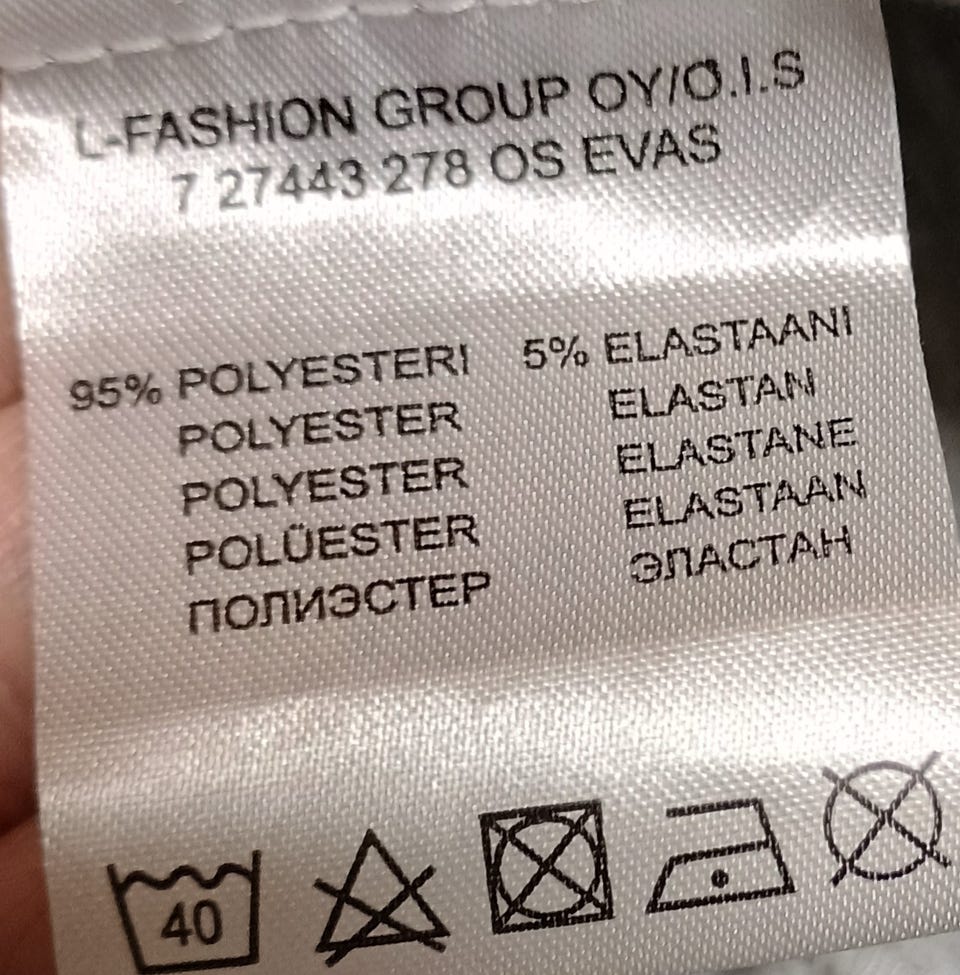 L-FASHION GROUP OY/Ö.I.S
7 27443 278 OS EVAS
95% POLYESTERI 5% ELASTAANI
POLYESTER ELASTAN
POLYESTER ELASTANE
POLÜESTER ELASTAAN
ПОЛИЭСТЕР ЭЛАСТАН
40